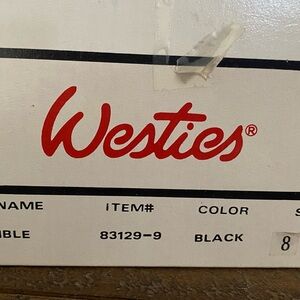 Westies®
NAME ITEM# COLOR S
BLE 83129-9 BLACK 8